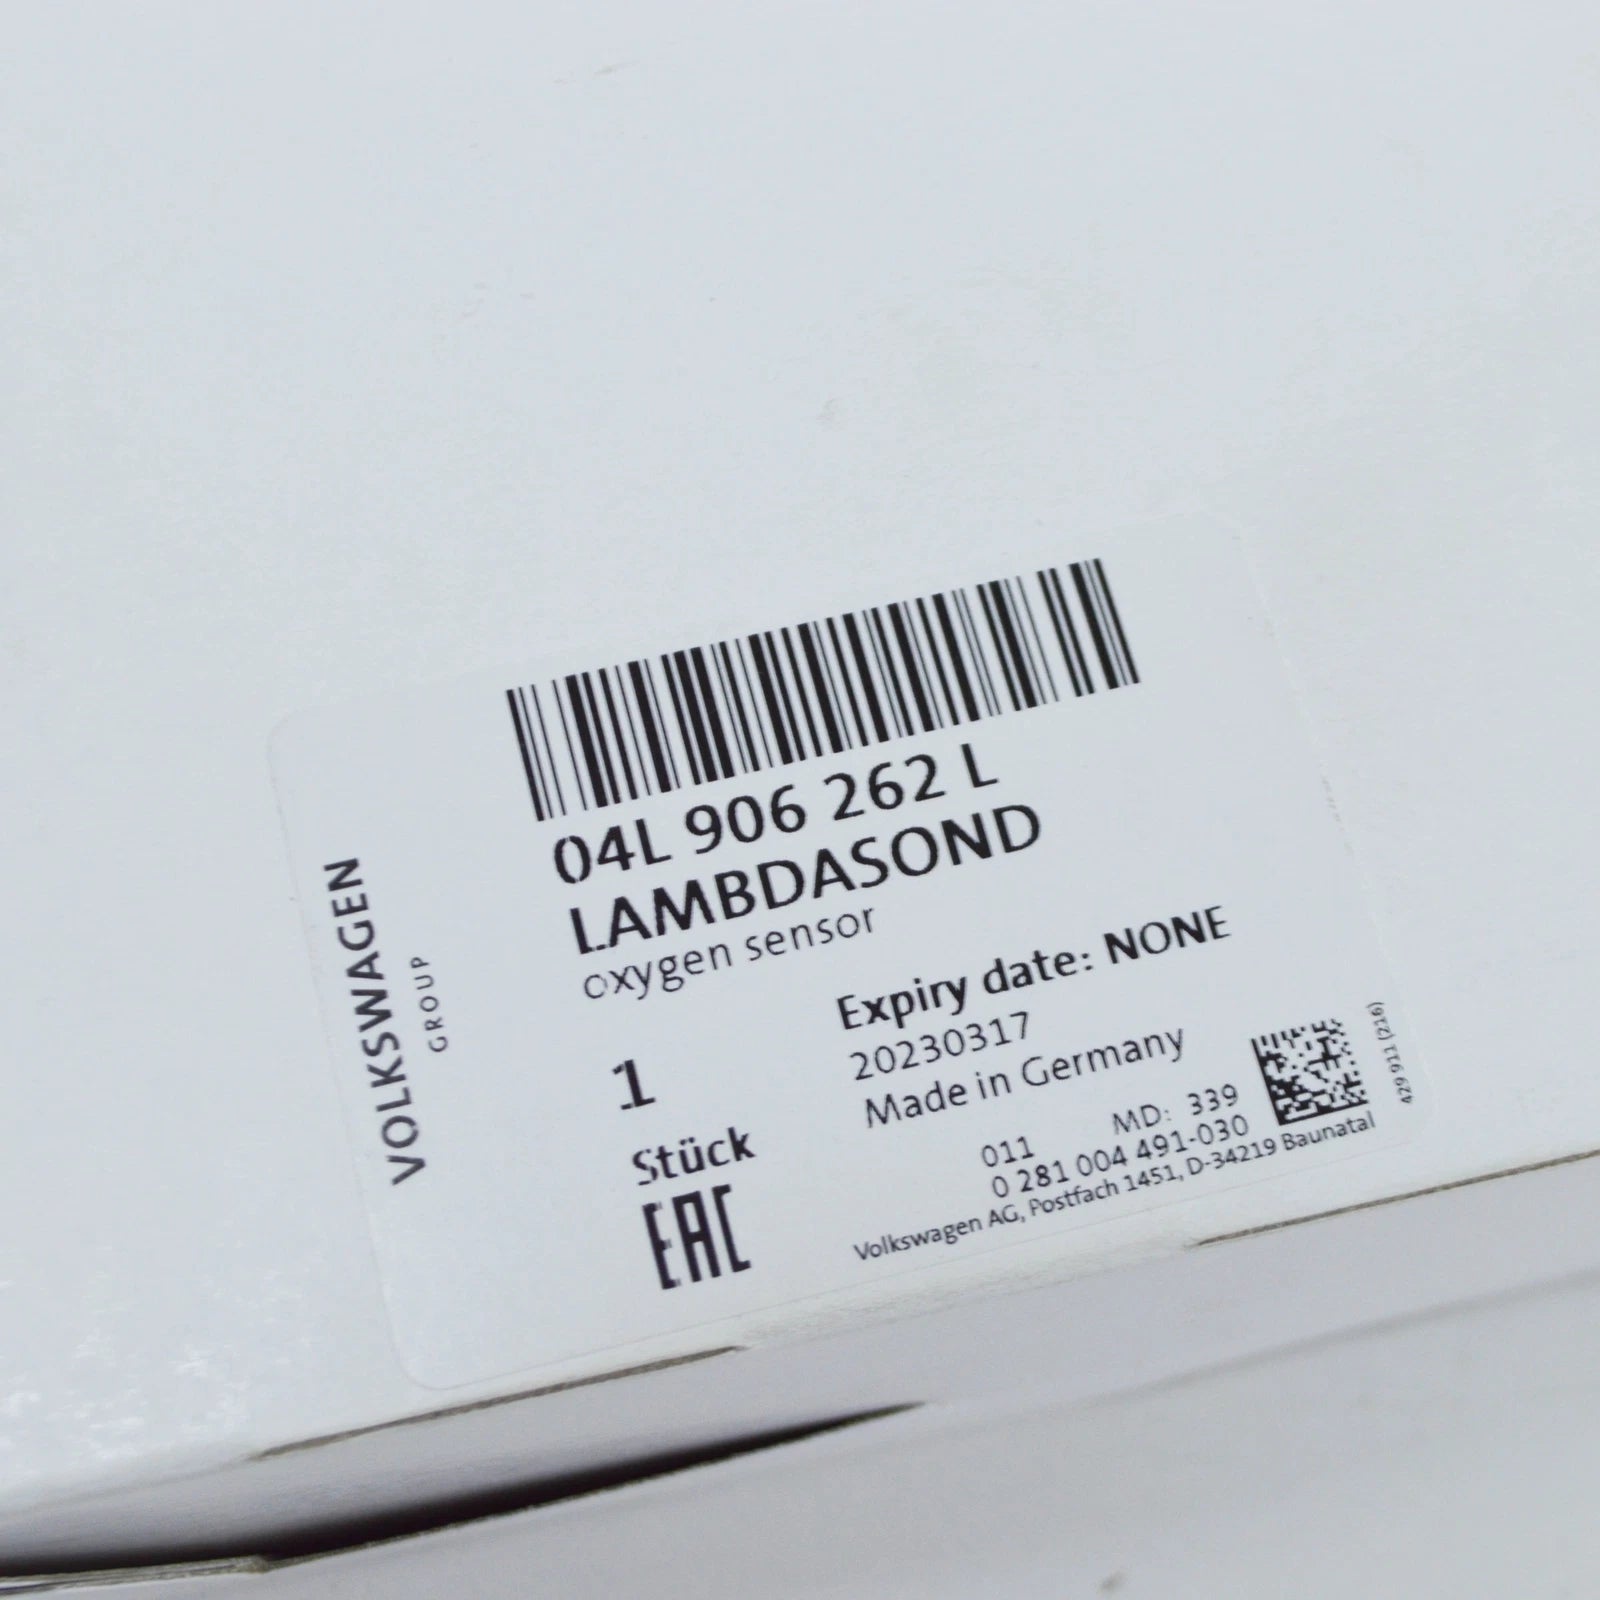 VOLKSWAGEN
GROUP
04L 906 262 L
LAMBDASOND
oxygen sensor
1
Stück
EAC
Expiry date: NONE
20230317
Made in Germany
011 MD: 339
0 281 004 491-030
Volkswagen AG, Postfach 1451, D-34219 Baunatal
429 911 (216)